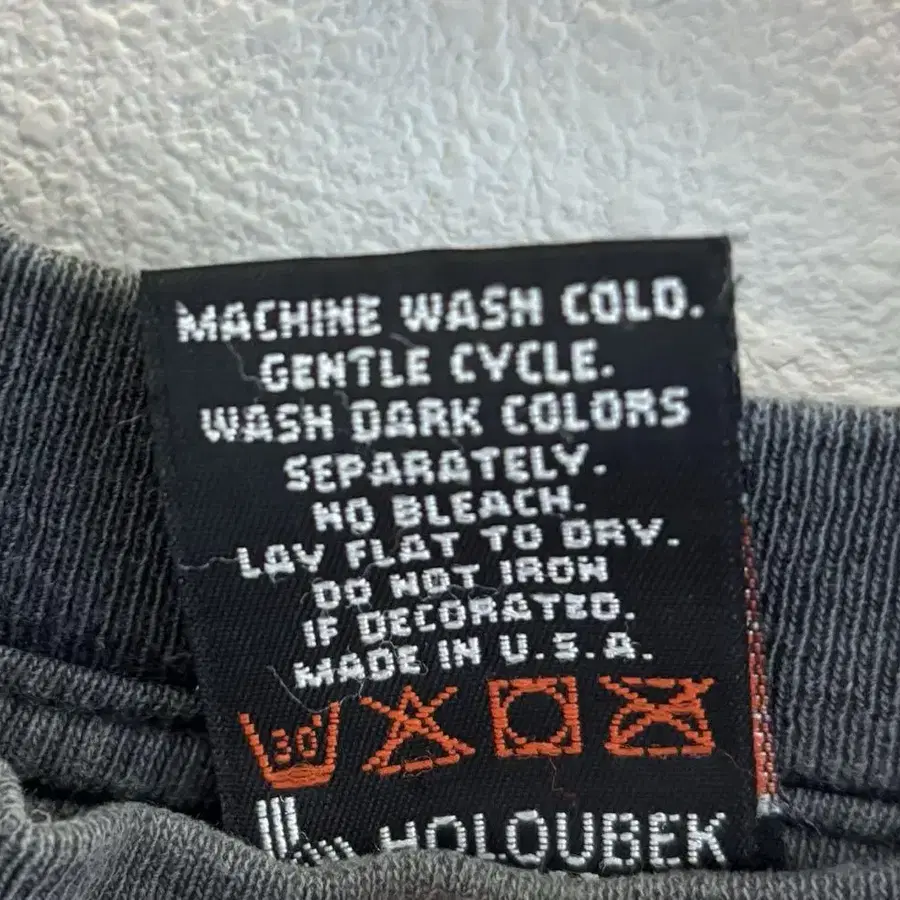 MACHINE WASH COLD.
GENTLE CYCLE.
WASH DARK COLORS
SEPARATELY.
NO BLEACH.
LAY FLAT TO DRY.
DO NOT IRON
IF DECORATED.
MADE IN U.S.A.
30°
HOLOUBEK